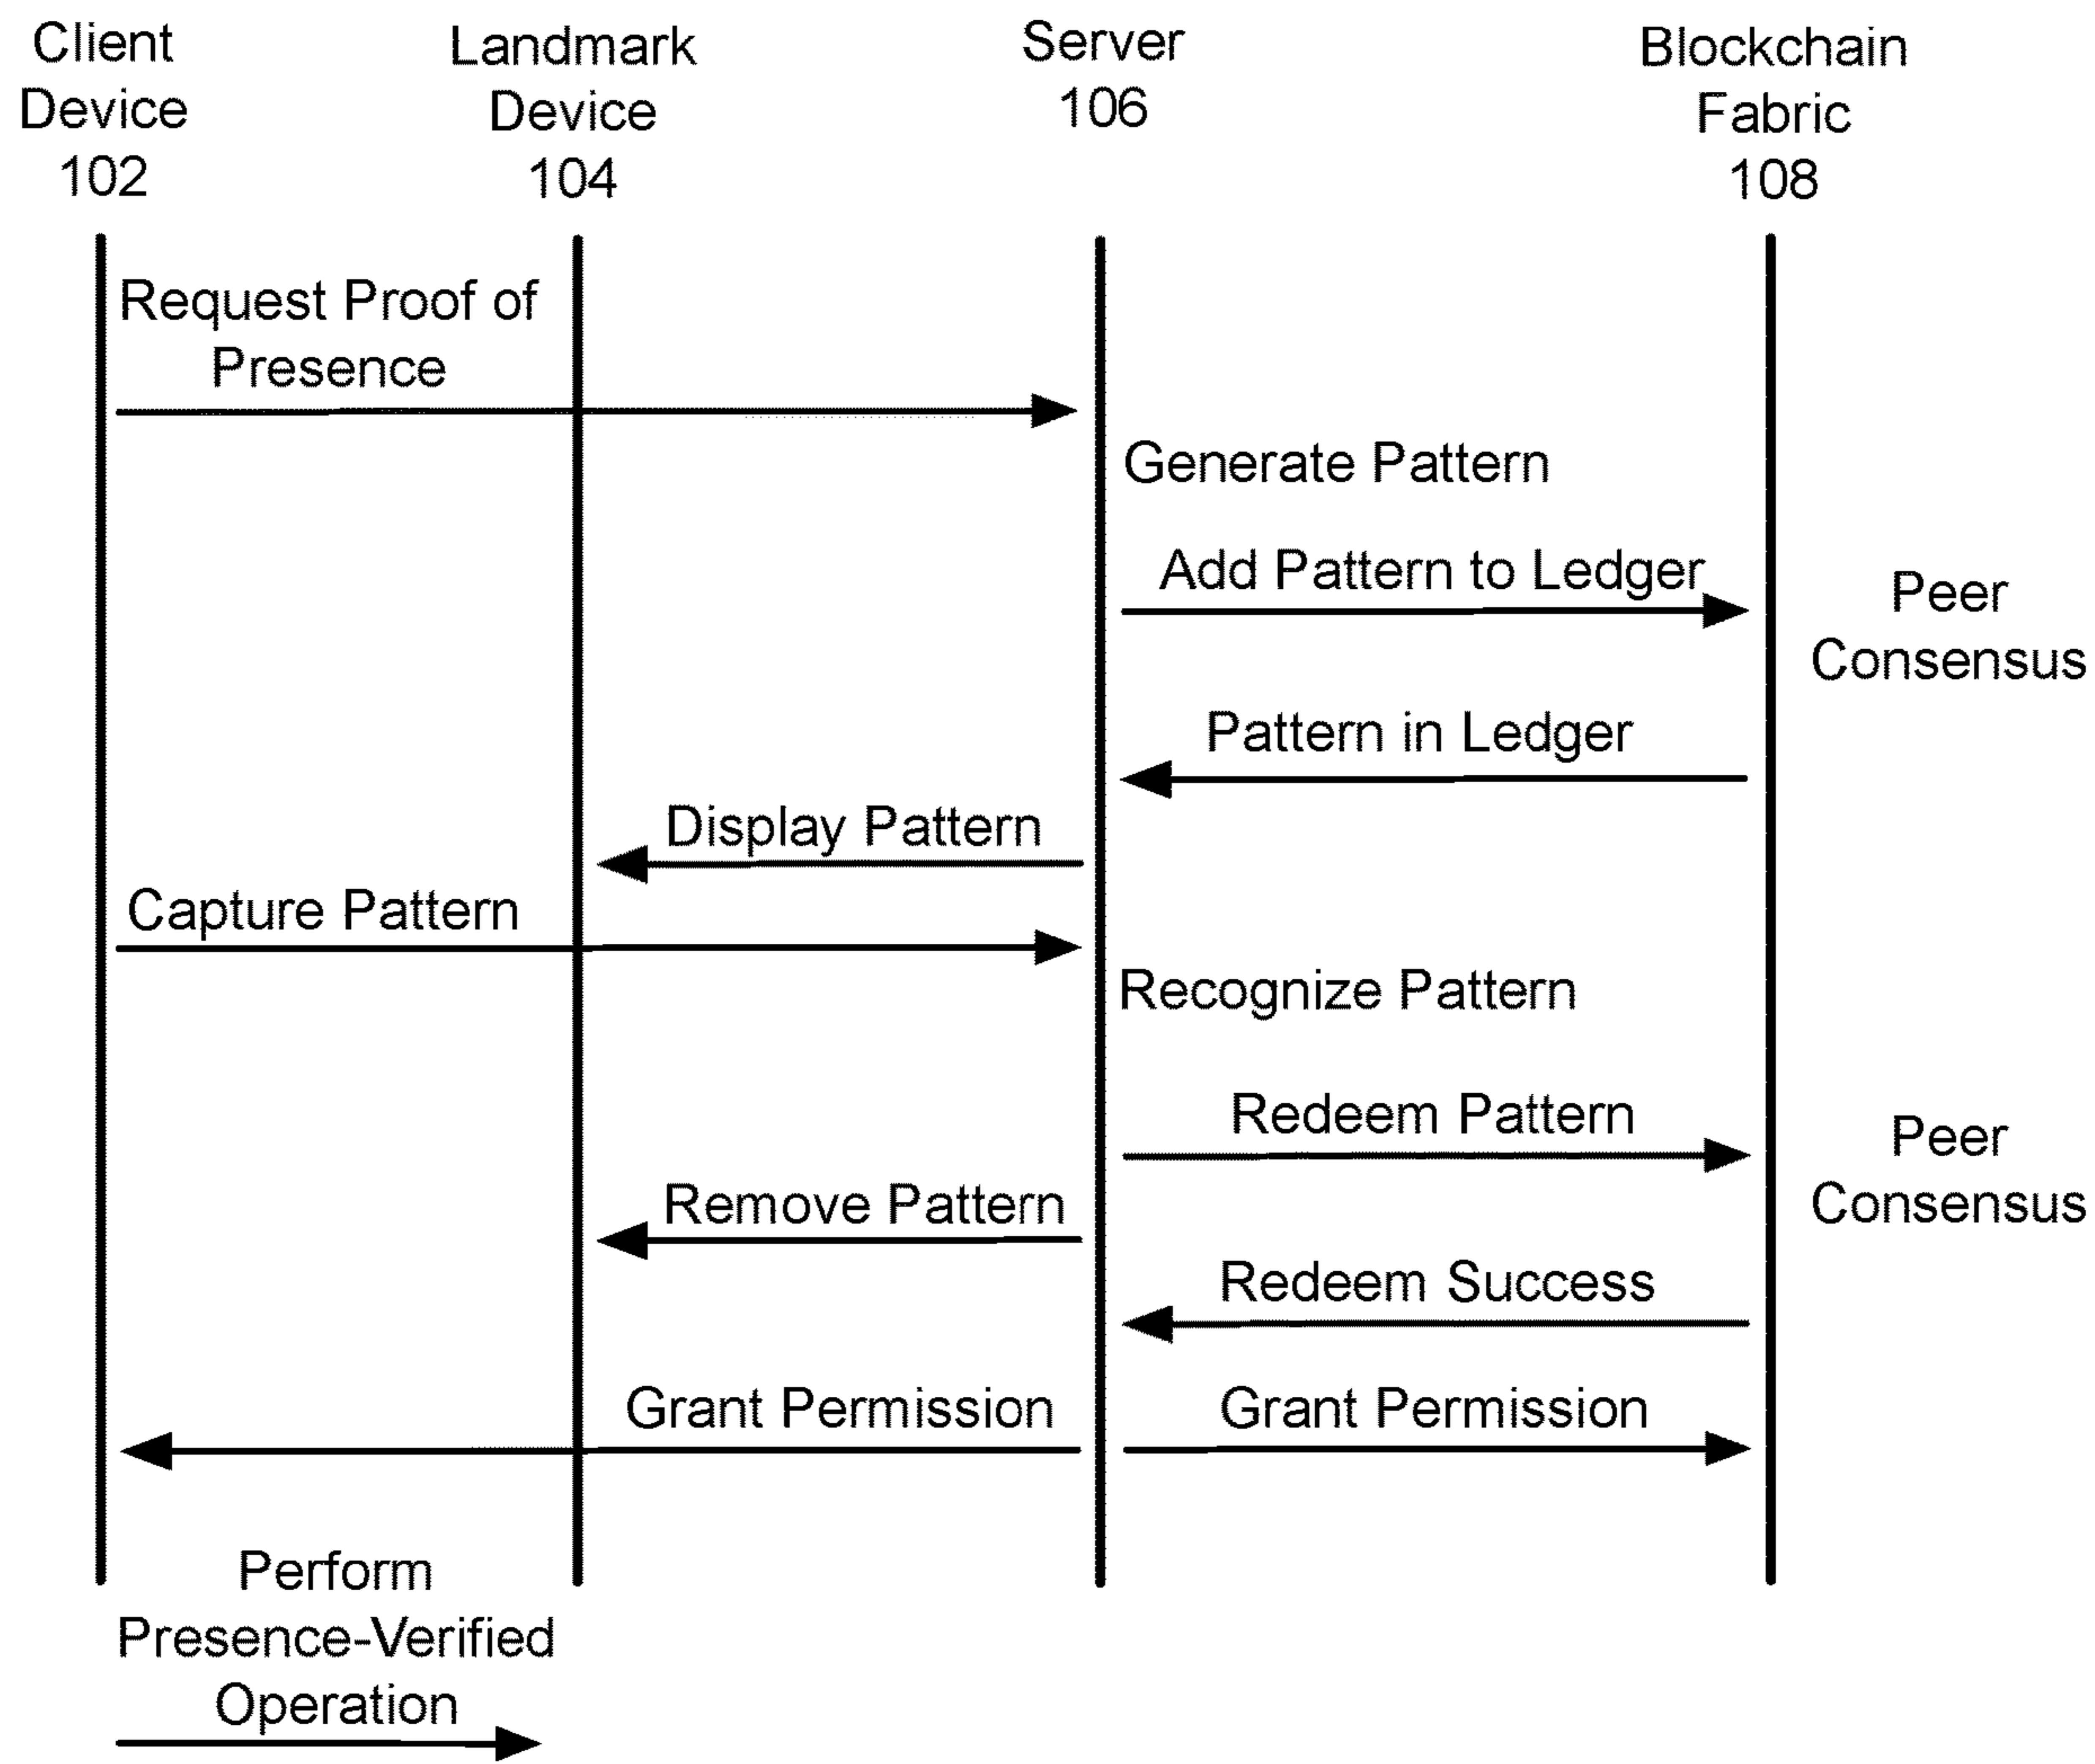 Client
Device
102
Landmark
Device
104
Server
106
Blockchain
Fabric
108
Request Proof of
Presence
Generate Pattern
Add Pattern to Ledger
Peer
Consensus
Pattern in Ledger
Display Pattern
Capture Pattern
Recognize Pattern
Redeem Pattern
Peer
Consensus
Remove Pattern
Redeem Success
Grant Permission
Grant Permission
Perform
Presence-Verified
Operation